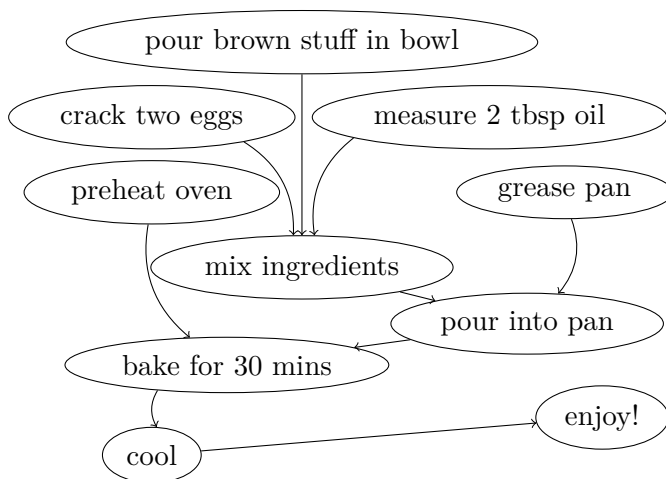 pour brown stuff in bowl
crack two eggs
measure 2 tbsp oil
preheat oven
grease pan
mix ingredients
pour into pan
bake for 30 mins
enjoy!
cool